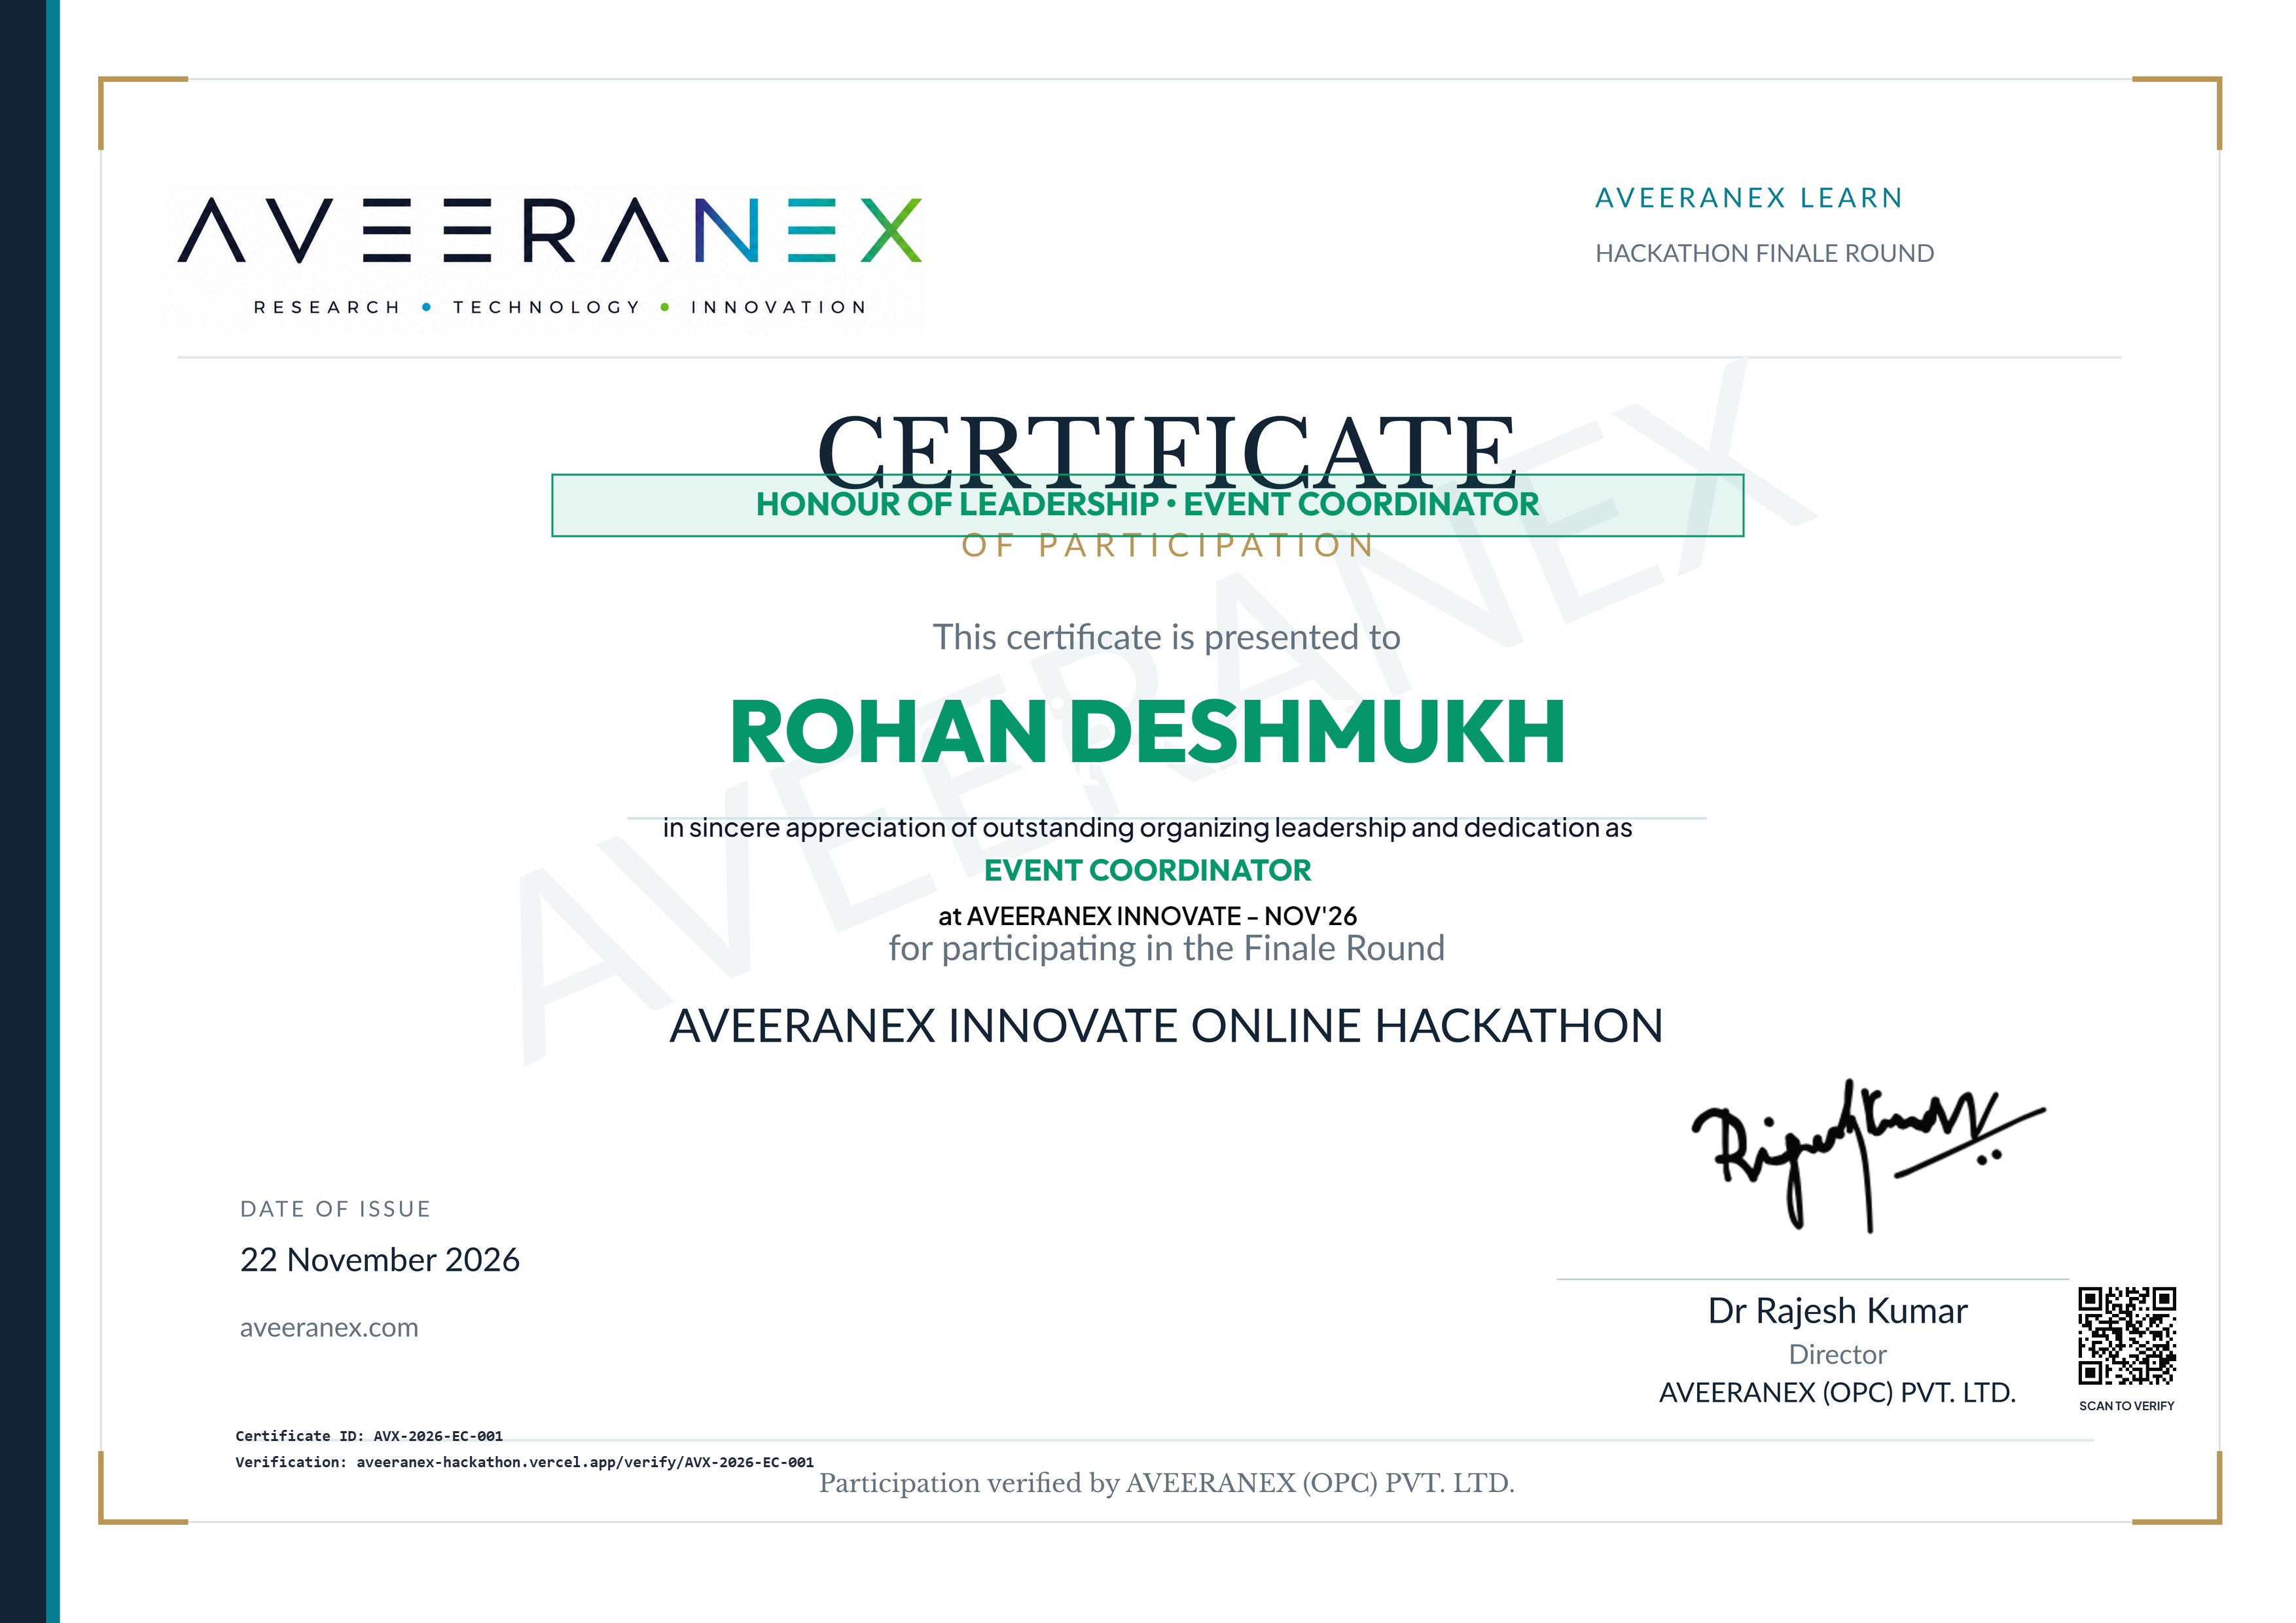 AVEERANEX
RESEARCH • TECHNOLOGY • INNOVATION
AVEERANEX LEARN
HACKATHON FINALE ROUND
CERTIFICATE
HONOUR OF LEADERSHIP • EVENT COORDINATOR
OF PARTICIPATION
This certificate is presented to
ROHAN DESHMUKH
in sincere appreciation of outstanding organizing leadership and dedication as
EVENT COORDINATOR
at AVEERANEX INNOVATE – NOV'26
for participating in the Finale Round
AVEERANEX INNOVATE ONLINE HACKATHON
AVEERANEX
DATE OF ISSUE
22 November 2026
aveeranex.com
Dr Rajesh Kumar
Director
AVEERANEX (OPC) PVT. LTD.
SCAN TO VERIFY
Certificate ID: AVX-2026-EC-001
Verification: aveeranex-hackathon.vercel.app/verify/AVX-2026-EC-001
Participation verified by AVEERANEX (OPC) PVT. LTD.